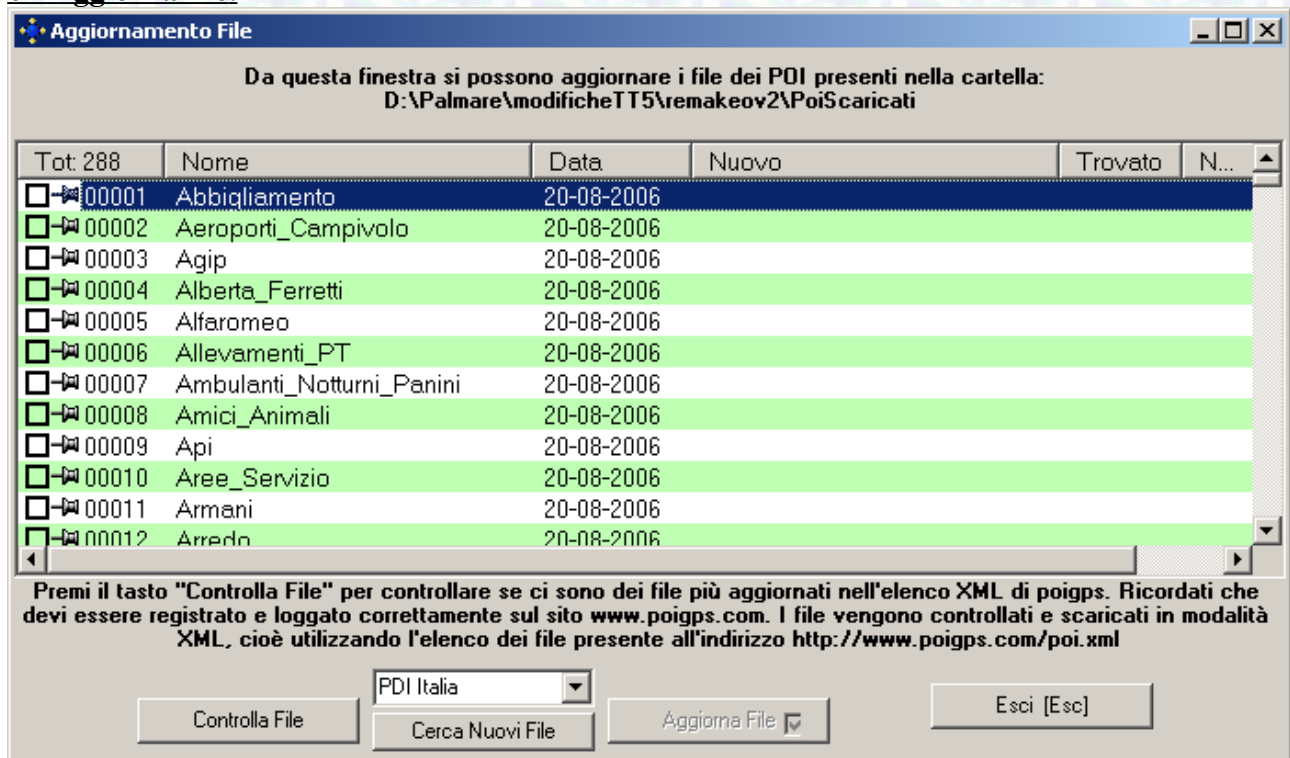 Aggiornamento File
Da questa finestra si possono aggiornare i file dei POI presenti nella cartella:
D:\Palmare\modificheTT5\remakeov2\PoiScaricati
Tot: 288 Nome Data Nuovo Trovato N...
00001 Abbigliamento 20-08-2006
00002 Aeroporti_Campivolo 20-08-2006
00003 Agip 20-08-2006
00004 Alberta_Ferretti 20-08-2006
00005 Alfaromeo 20-08-2006
00006 Allevamenti_PT 20-08-2006
00007 Ambulanti_Notturni_Panini 20-08-2006
00008 Amici_Animali 20-08-2006
00009 Api 20-08-2006
00010 Aree_Servizio 20-08-2006
00011 Armani 20-08-2006
00012 Arredo 20-08-2006
Premi il tasto "Controlla File" per controllare se ci sono dei file più aggiornati nell'elenco XML di poigps. Ricordati che
devi essere registrato e loggato correttamente sul sito www.poigps.com. I file vengono controllati e scaricati in modalità
XML, cioè utilizzando l'elenco dei file presente all'indirizzo http://www.poigps.com/poi.xml
PDI Italia
Controlla File
Cerca Nuovi File
Aggiorna File
Esci [Esc]